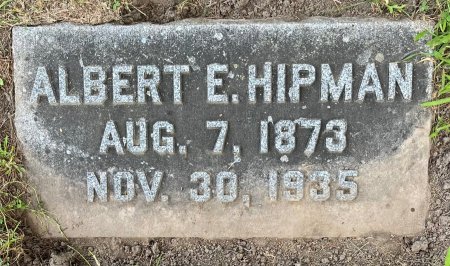 ALBERT E. HIPMAN
AUG. 7, 1873
NOV. 30, 1935